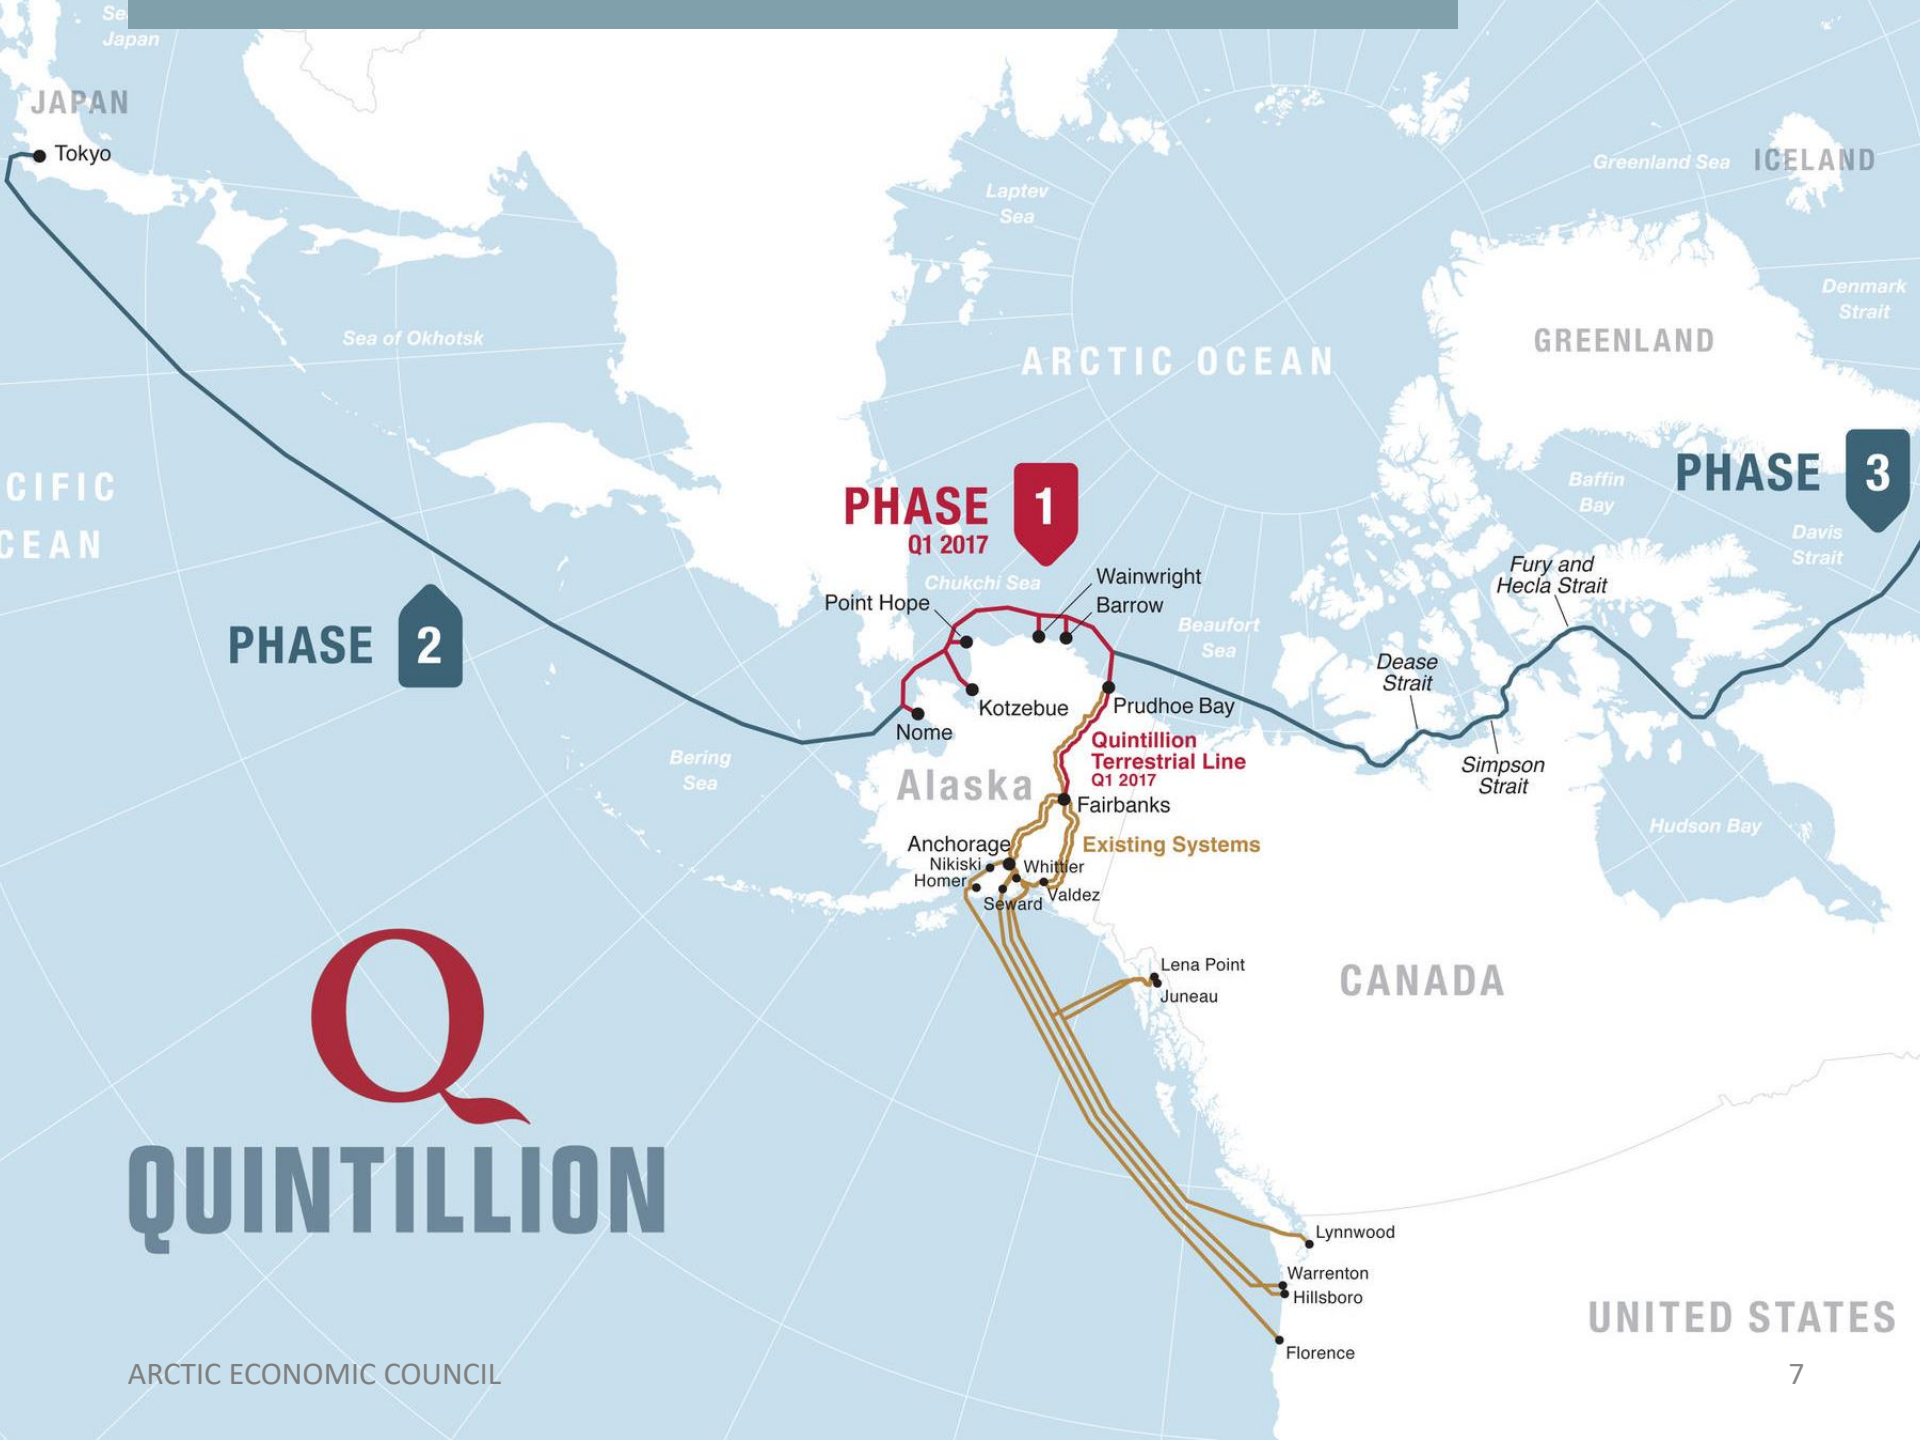 Japan
JAPAN
Tokyo
Sea of Okhotsk
CIFIC
CEAN
PHASE 2
Laptev
Sea
ARCTIC OCEAN
Greenland Sea
ICELAND
Denmark
Strait
GREENLAND
PHASE 3
Baffin
Bay
Davis
Strait
PHASE 1
Q1 2017
Chukchi Sea
Wainwright
Point Hope
Barrow
Beaufort
Sea
Fury and
Hecla Strait
Dease
Strait
Simpson
Strait
Kotzebue
Prudhoe Bay
Nome
Quintillion
Terrestrial Line
Q1 2017
Bering
Sea
Alaska
Fairbanks
Hudson Bay
Anchorage
Existing Systems
Nikiski
Whittier
Homer
Seward
Valdez
Lena Point
Juneau
CANADA
Q
QUINTILLION
Lynnwood
Warrenton
Hillsboro
Florence
UNITED STATES
ARCTIC ECONOMIC COUNCIL
7